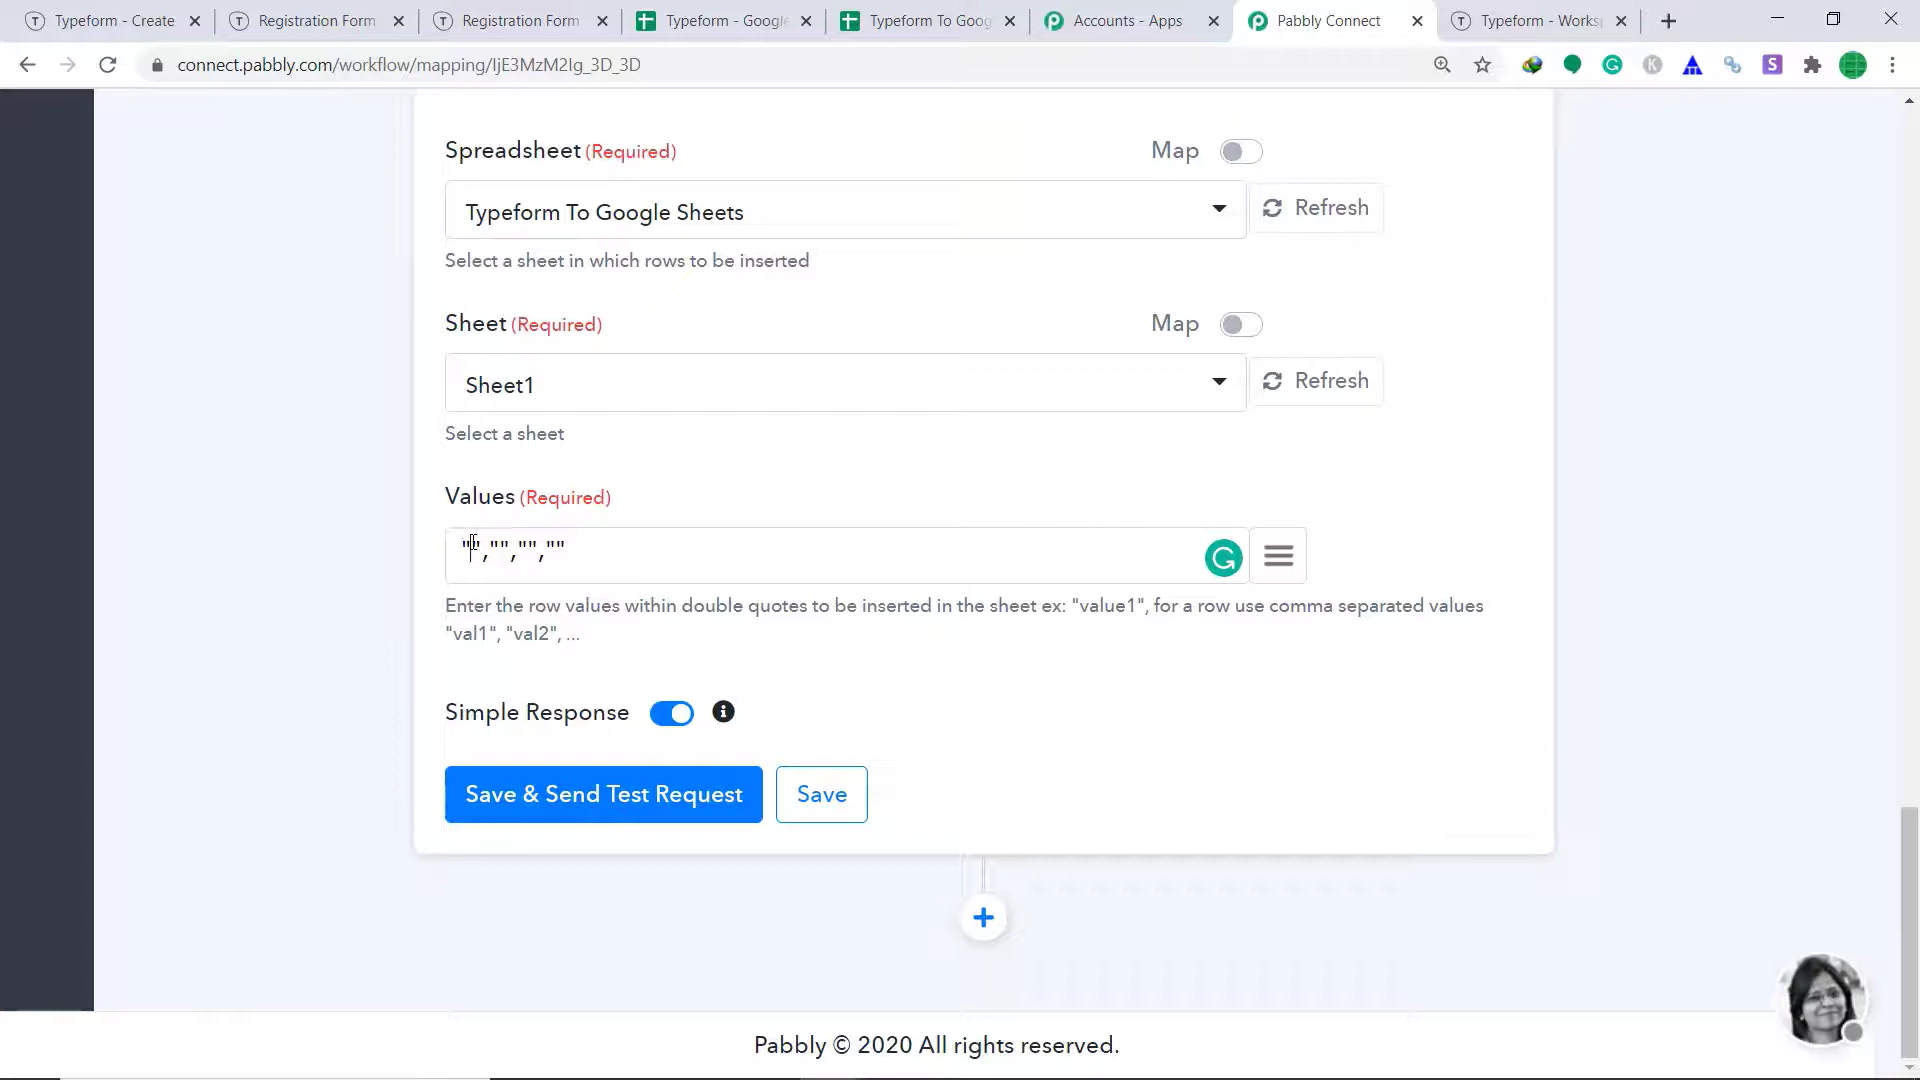 Typeform - Create
Registration Form
Registration Form
Typeform - Google
Typeform To Goog
Accounts - Apps
Pabbly Connect
Typeform - Works
connect.pabbly.com/workflow/mapping/IjE3MzM2Ig_3D_3D
Spreadsheet (Required)
Map
Typeform To Google Sheets
Refresh
Select a sheet in which rows to be inserted
Sheet (Required)
Map
Sheet1
Refresh
Select a sheet
Values (Required)
"","","",""
Enter the row values within double quotes to be inserted in the sheet ex: "value1", for a row use comma separated values
"val1", "val2", ...
Simple Response
Save & Send Test Request
Save
Pabbly © 2020 All rights reserved.